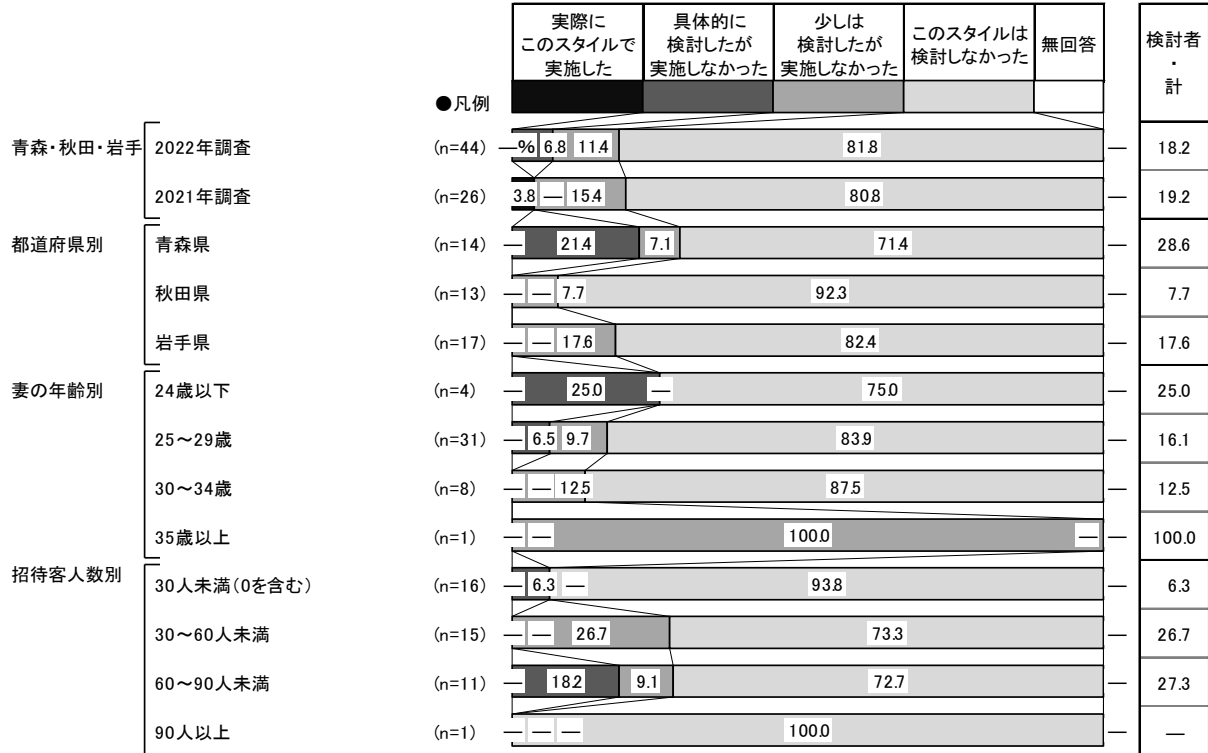 実際に
このスタイルで
実施した
具体的に
検討したが
実施しなかった
少しは
検討したが
実施しなかった
このスタイルは
検討しなかった
無回答
検討者
・
計
●凡例
青森・秋田・岩手 2022年調査 (n=44) — % 6.8 11.4 81.8 — 18.2
2021年調査 (n=26) 3.8 — 15.4 80.8 — 19.2
都道府県別 青森県 (n=14) — 21.4 7.1 71.4 — 28.6
秋田県 (n=13) — — 7.7 92.3 — 7.7
岩手県 (n=17) — — 17.6 82.4 — 17.6
妻の年齢別 24歳以下 (n=4) — 25.0 — 75.0 — 25.0
25～29歳 (n=31) — 6.5 9.7 83.9 — 16.1
30～34歳 (n=8) — — 12.5 87.5 — 12.5
35歳以上 (n=1) — — 100.0 — — 100.0
招待客人数別 30人未満(0を含む) (n=16) — 6.3 — 93.8 — 6.3
30～60人未満 (n=15) — — 26.7 73.3 — 26.7
60～90人未満 (n=11) — 18.2 9.1 72.7 — 27.3
90人以上 (n=1) — — — 100.0 — —